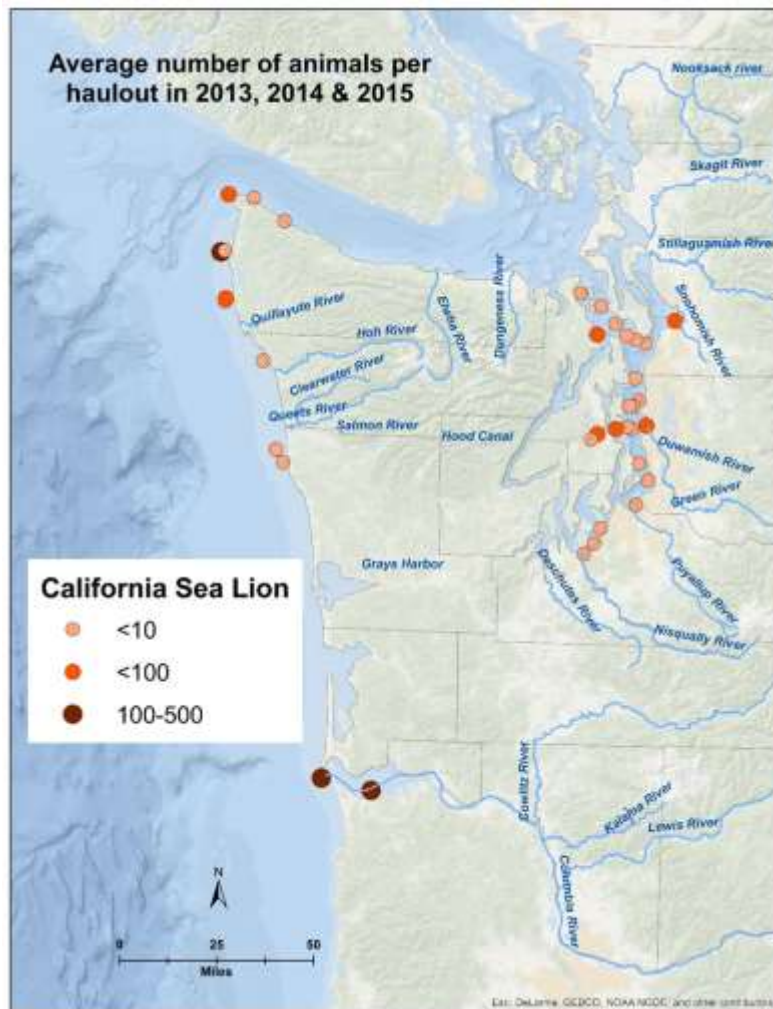 Average number of animals per
haulout in 2013, 2014 & 2015
Nooksack river
Skagit River
Stillaguamish River
Snohomish River
Quillayute River
Hoh River
Elwha River
Dungeness River
Clearwater River
Queets River
Salmon River
Hood Canal
Duwamish River
Green River
Grays Harbor
Deschutes River
Puyallup River
Nisqually River
California Sea Lion
<10
<100
100-500
Cowlitz River
Kalama River
Lewis River
Columbia River
N
0 25 50
Miles
Esri, DeLorme, GEBCO, NOAA NGDC, and other contributors